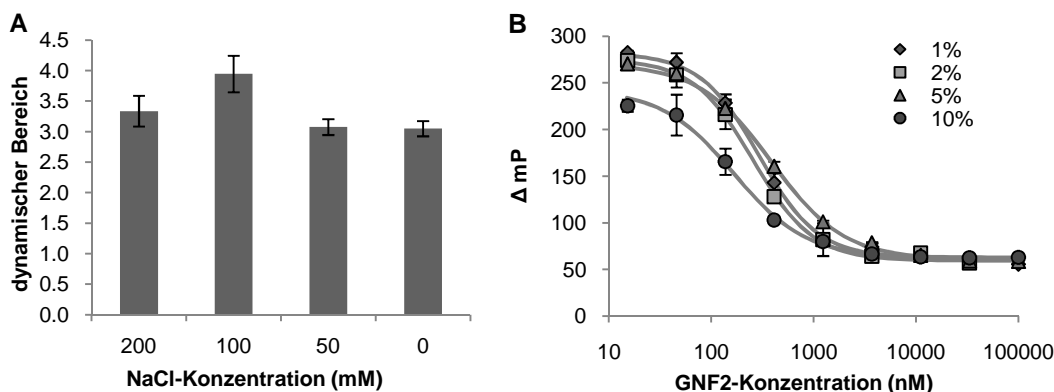 A
4.5
4.0
3.5
3.0
2.5
2.0
1.5
1.0
0.5
0.0
dynamischer Bereich
200 100 50 0
NaCl-Konzentration (mM)
B
300
250
200
150
100
50
0
Δ mP
1%
2%
5%
10%
10 100 1000 10000 100000
GNF2-Konzentration (nM)